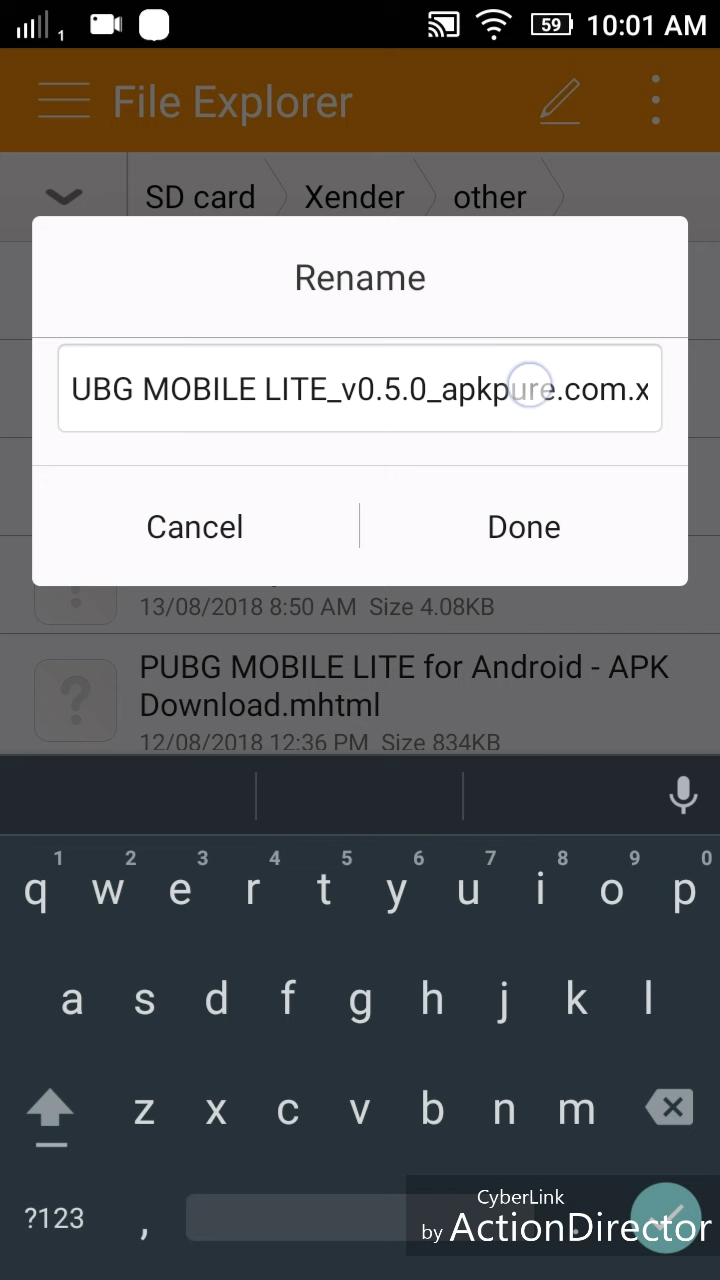 1
59
10:01 AM
File Explorer
SD card
Xender
other
Rename
UBG MOBILE LITE_v0.5.0_apkpure.com.x
Cancel
Done
13/08/2018 8:50 AM Size 4.08KB
PUBG MOBILE LITE for Android - APK
Download.mhtml
12/08/2018 12:36 PM Size 834KB
1 2 3 4 5 6 7 8 9 0
q w e r t y u i o p
a s d f g h j k l
z x c v b n m
?123 , .
CyberLink
by ActionDirector